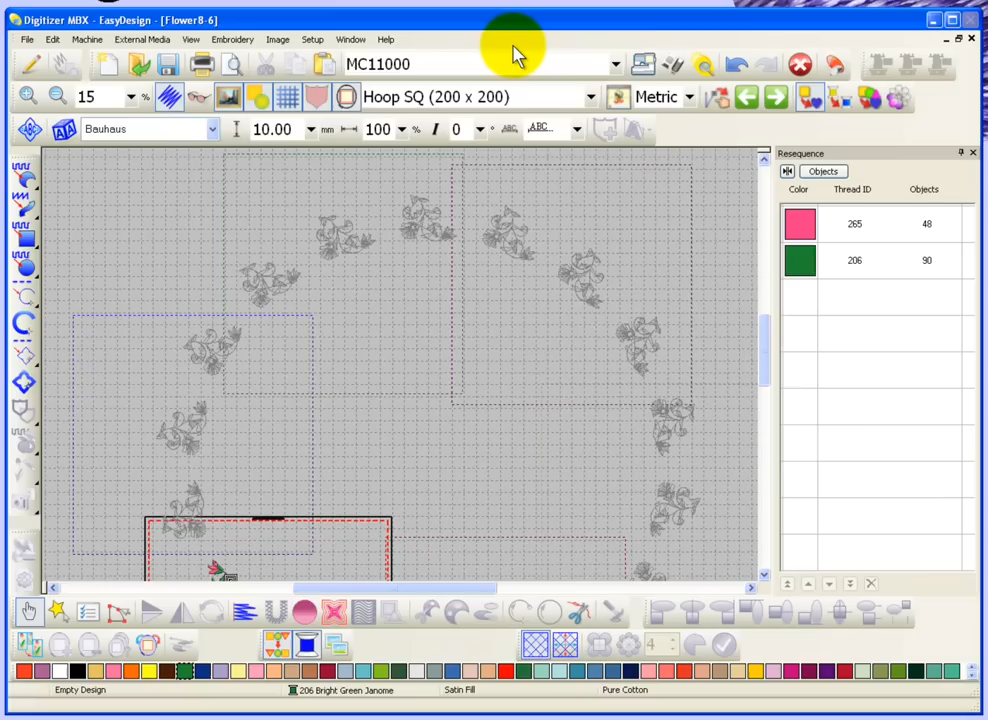 Digitizer MBX - EasyDesign - [Flower8-6]
File Edit Machine External Media View Embroidery Image Setup Window Help
MC11000
15 % Hoop SQ (200 x 200) Metric
Bauhaus 10.00 mm 100 % I 0 ° ABC ABC
Resequence
Objects
Color Thread ID Objects
265 48
206 90
4
Empty Design 206 Bright Green Janome Satin Fill Pure Cotton